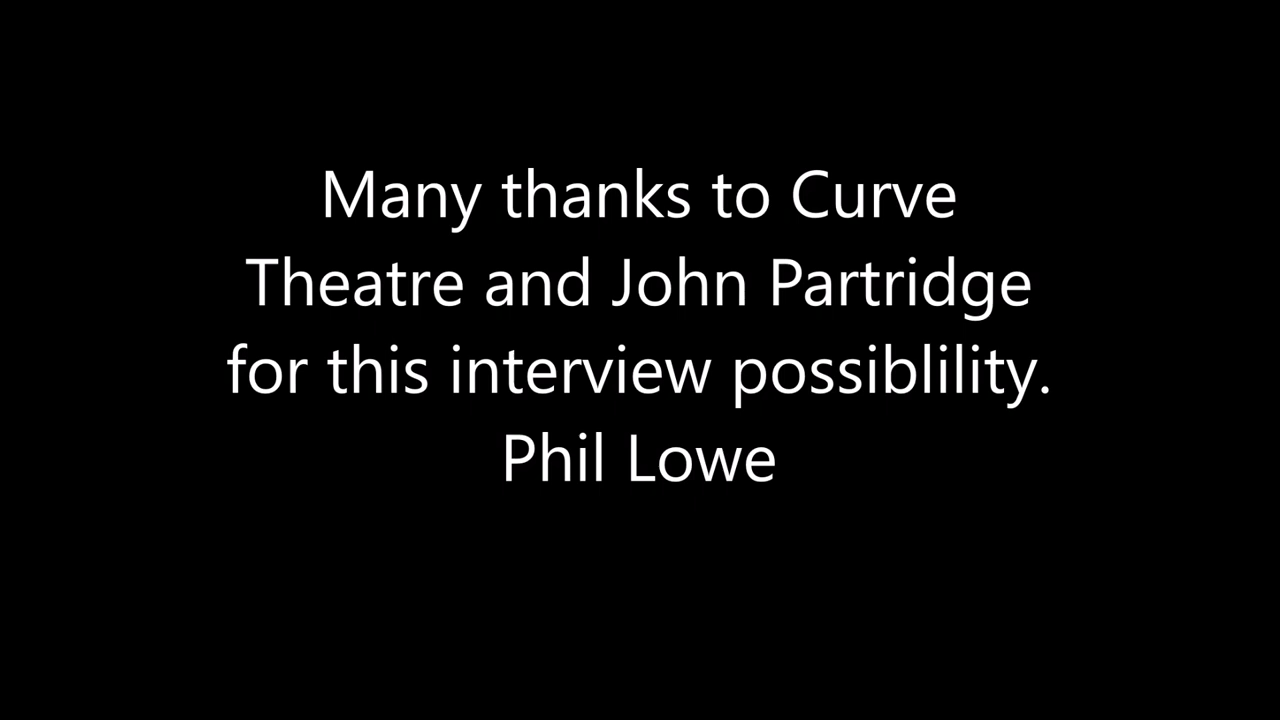 Many thanks to Curve
Theatre and John Partridge
for this interview possiblility.
Phil Lowe